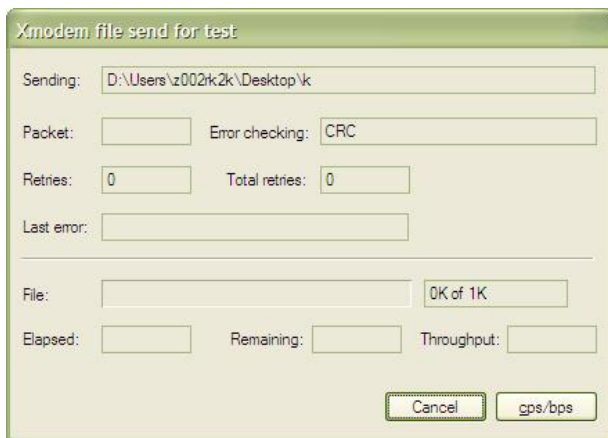 Xmodem file send for test
Sending: D:\Users\z002rk2k\Desktop\k
Packet: Error checking: CRC
Retries: 0 Total retries: 0
Last error:
File: 0K of 1K
Elapsed: Remaining: Throughput:
Cancel cps/bps